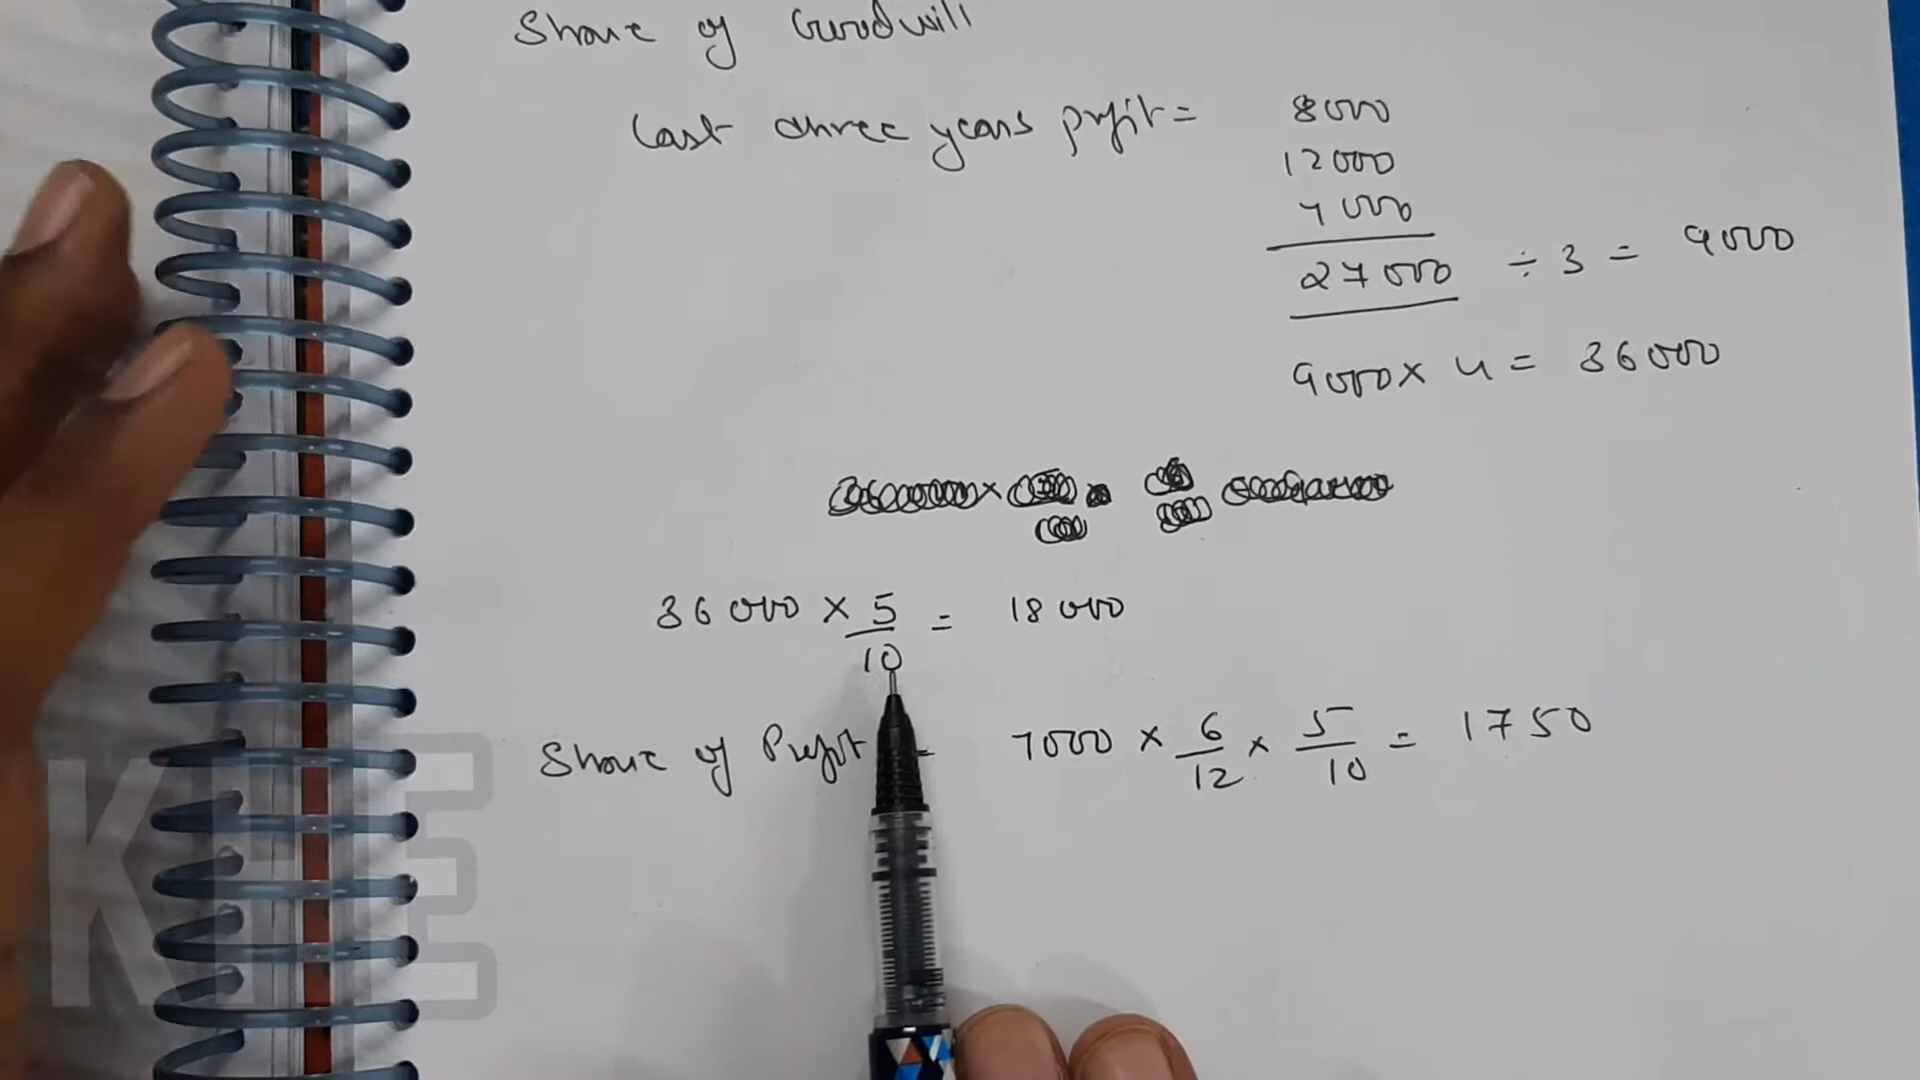 Share of Goodwill
Last three years profit = 8000
12000
7000
27000 ÷ 3 = 9000
9000 × 4 = 36000
36000 × 5/10 = 18000
Share of Profit = 7000 × 6/12 × 5/10 = 1750
KHE